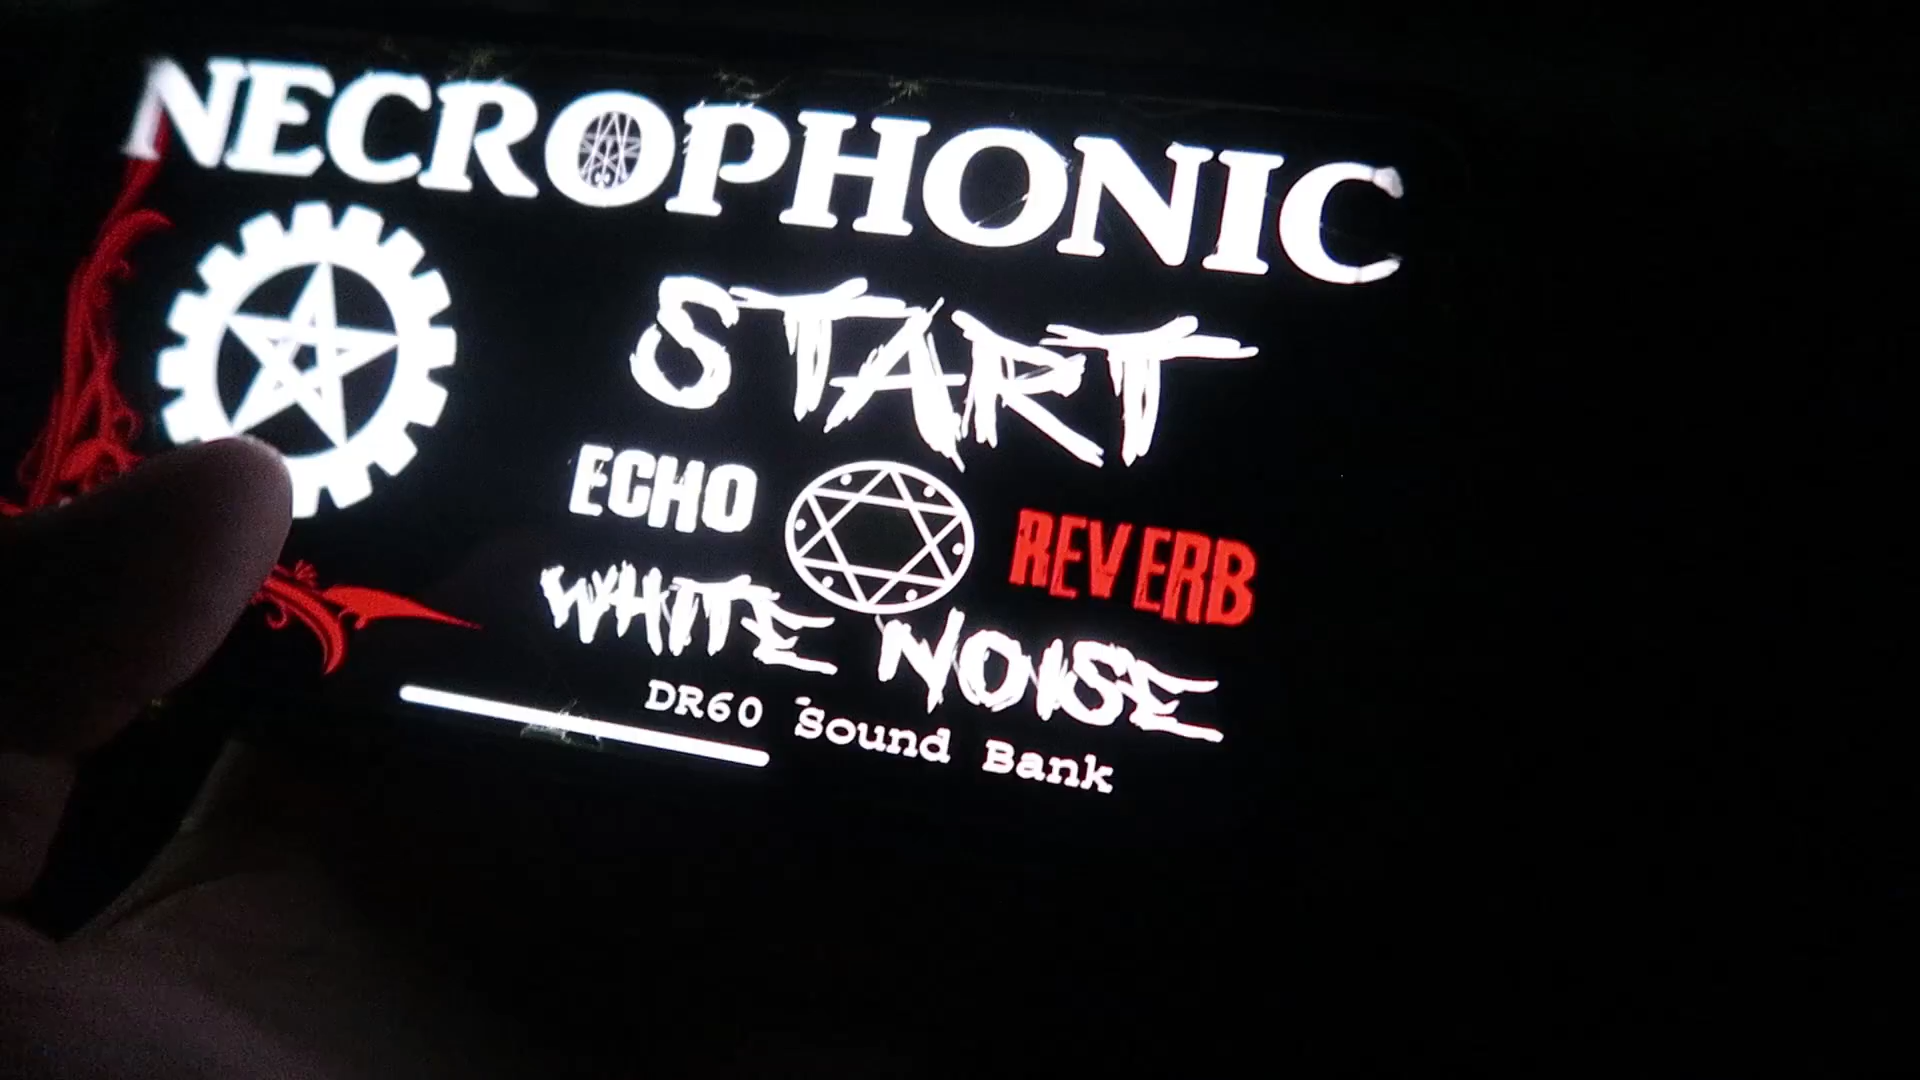 NECROPHONIC
START
ECHO REVERB
WHITE NOISE
DR60 Sound Bank